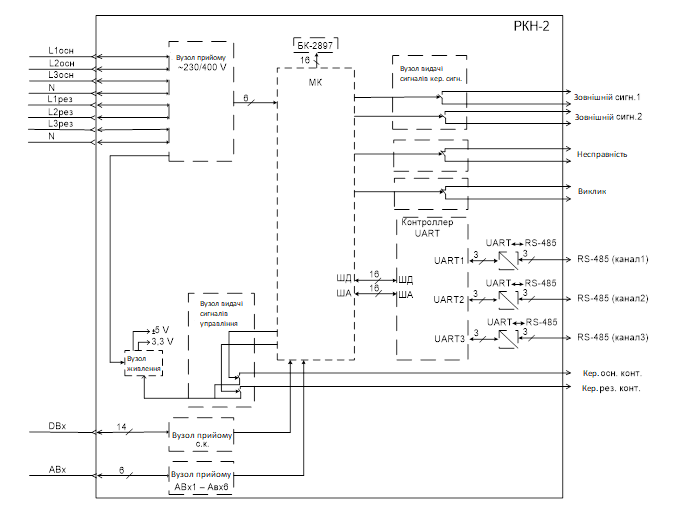 РКН-2
БК-2897
16
МК
L1осн
L2осн
L3осн
N
L1рез
L2рез
L3рез
N
Вузол прийому
~230/400 V
6
Вузол видачі
сигналів кер. сигн.
Зовнішній сигн.1
Зовнішній сигн.2
Несправність
Виклик
Контроллер
UART
UART1
3
UART
RS-485
3
RS-485 (канал1)
ШД
16
ШД
ША
16
ША
UART2
3
UART
RS-485
3
RS-485 (канал2)
UART3
3
UART
RS-485
3
RS-485 (канал3)
Вузол видачі
сигналів
управління
±5 V
3,3 V
Вузол
живлення
Кер. осн. конт.
Кер. рез. конт.
DВх
14
Вузол прийому
с.к.
АВх
6
Вузол прийому
АВх1 – Авх6